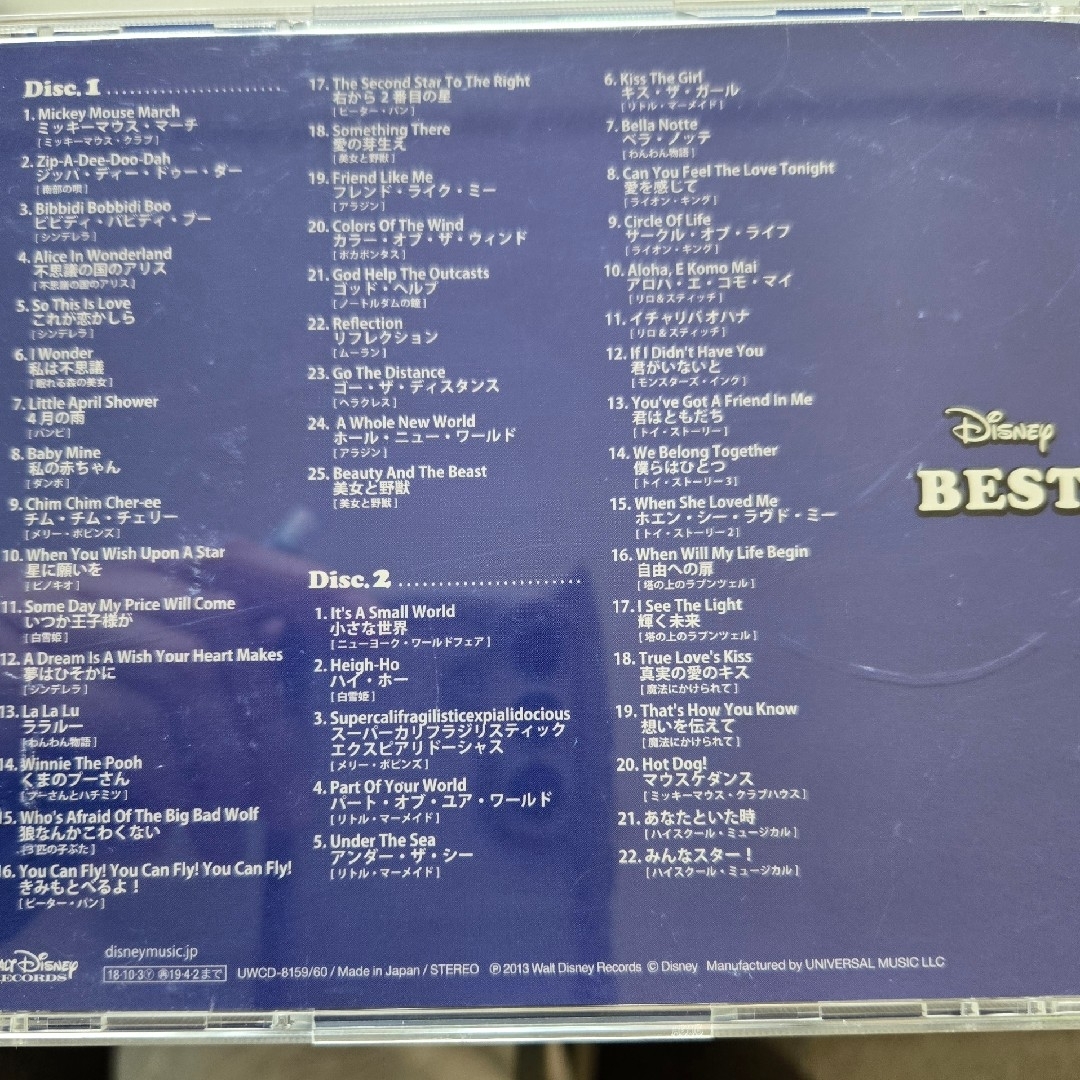 Disc.1
1. Mickey Mouse March
ミッキーマウス・マーチ
[ミッキーマウス・クラブ]
2. Zip-A-Dee-Doo-Dah
ジッパ・ディー・ドゥー・ダー
[南部の唄]
3. Bibbidi Bobbidi Boo
ビビディ・バビディ・ブー
[シンデレラ]
4. Alice In Wonderland
不思議の国のアリス
[不思議の国のアリス]
5. So This Is Love
これが恋かしら
[シンデレラ]
6. I Wonder
私は不思議
[眠れる森の美女]
7. Little April Shower
4月の雨
[バンビ]
8. Baby Mine
私の赤ちゃん
[ダンボ]
9. Chim Chim Cher-ee
チム・チム・チェリー
[メリー・ポピンズ]
10. When You Wish Upon A Star
星に願いを
[ピノキオ]
11. Some Day My Price Will Come
いつか王子様が
[白雪姫]
12. A Dream Is A Wish Your Heart Makes
夢はひそかに
[シンデレラ]
13. La La Lu
ララルー
[わんわん物語]
14. Winnie The Pooh
くまのプーさん
[プーさんとハチミツ]
15. Who's Afraid Of The Big Bad Wolf
狼なんかこわくない
[3匹の子ぶた]
16. You Can Fly! You Can Fly! You Can Fly!
きみもとべるよ!
[ピーター・パン]
17. The Second Star To The Right
右から2番目の星
[ピーター・パン]
18. Something There
愛の芽生え
[美女と野獣]
19. Friend Like Me
フレンド・ライク・ミー
[アラジン]
20. Colors Of The Wind
カラー・オブ・ザ・ウィンド
[ポカホンタス]
21. God Help The Outcasts
ゴッド・ヘルプ
[ノートルダムの鐘]
22. Reflection
リフレクション
[ムーラン]
23. Go The Distance
ゴー・ザ・ディスタンス
[ヘラクレス]
24. A Whole New World
ホール・ニュー・ワールド
[アラジン]
25. Beauty And The Beast
美女と野獣
[美女と野獣]
Disc.2
1. It's A Small World
小さな世界
[ニューヨーク・ワールドフェア]
2. Heigh-Ho
ハイ・ホー
[白雪姫]
3. Supercalifragilisticexpialidocious
スーパーカリフラジリスティック
エクスピアリドーシャス
[メリー・ポピンズ]
4. Part Of Your World
パート・オブ・ユア・ワールド
[リトル・マーメイド]
5. Under The Sea
アンダー・ザ・シー
[リトル・マーメイド]
6. Kiss The Girl
キス・ザ・ガール
[リトル・マーメイド]
7. Bella Notte
ベラ・ノッテ
[わんわん物語]
8. Can You Feel The Love Tonight
愛を感じて
[ライオン・キング]
9. Circle Of Life
サークル・オブ・ライフ
[ライオン・キング]
10. Aloha, E Komo Mai
アロハ・エ・コモ・マイ
[リロ&スティッチ]
11. イチャリバオハナ
[リロ&スティッチ]
12. If I Didn't Have You
君がいないと
[モンスターズ・インク]
13. You've Got A Friend In Me
君はともだち
[トイ・ストーリー]
14. We Belong Together
僕らはひとつ
[トイ・ストーリー3]
15. When She Loved Me
ホエン・シー・ラヴド・ミー
[トイ・ストーリー2]
16. When Will My Life Begin
自由への扉
[塔の上のラプンツェル]
17. I See The Light
輝く未来
[塔の上のラプンツェル]
18. True Love's Kiss
真実の愛のキス
[魔法にかけられて]
19. That's How You Know
想いを伝えて
[魔法にかけられて]
20. Hot Dog!
マウスケダンス
[ミッキーマウス・クラブハウス]
21. あなたといた時
[ハイスクール・ミュージカル]
22. みんなスター!
[ハイスクール・ミュージカル]
Disney
BEST
WALT DISNEY
RECORDS
disneymusic.jp
18・10・3Ⓨ 再19・4・2まで
UWCD-8159/60 / Made in Japan / STEREO ℗2013 Walt Disney Records © Disney Manufactured by UNIVERSAL MUSIC LLC